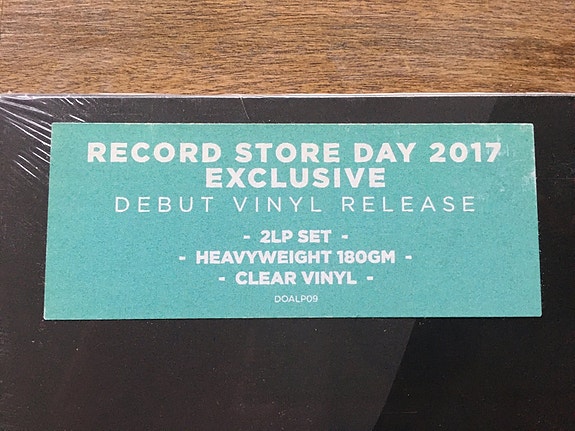 RECORD STORE DAY 2017
EXCLUSIVE
DEBUT VINYL RELEASE
- 2LP SET -
- HEAVYWEIGHT 180GM -
- CLEAR VINYL -
DOALP09